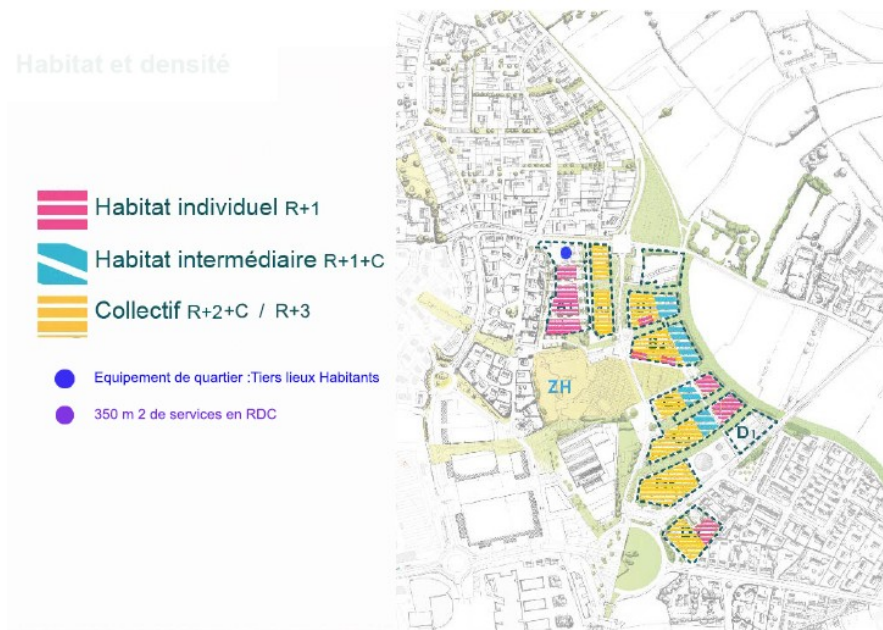 Habitat et densité
Habitat individuel R+1
Habitat intermédiaire R+1+C
Collectif R+2+C / R+3
Equipement de quartier :Tiers lieux Habitants
350 m 2 de services en RDC
ZH
D1